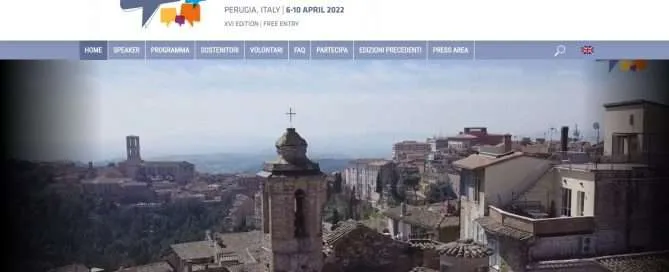 PERUGIA, ITALY | 6-10 APRIL 2022
XVI EDITION | FREE ENTRY
HOME SPEAKER PROGRAMMA SOSTENITORI VOLONTARI FAQ PARTECIPA EDIZIONI PRECEDENTI PRESS AREA